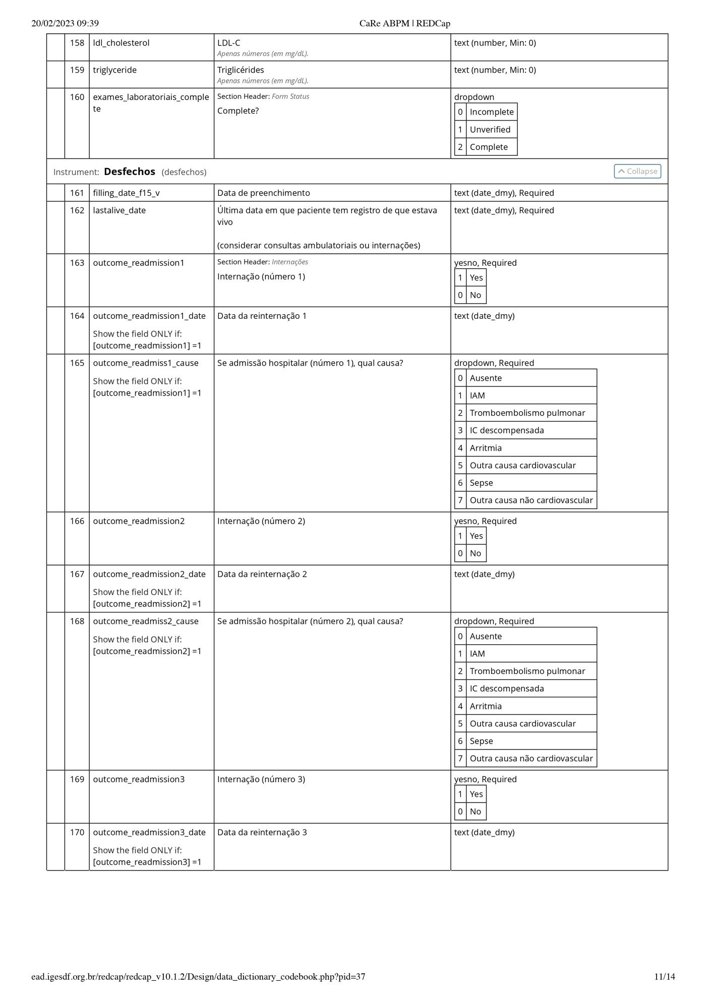 20/02/2023 09:39
CaRe ABPM | REDCap
158 ldl_cholesterol LDL-C text (number, Min: 0)
Apenas números (em mg/dL).
159 triglyceride Triglicérides text (number, Min: 0)
Apenas números (em mg/dL).
160 exames_laboratoriais_comple Section Header: Form Status dropdown
te Complete?
0 Incomplete
1 Unverified
2 Complete
Instrument: Desfechos (desfechos) Collapse
161 filling_date_f15_v Data de preenchimento text (date_dmy), Required
162 lastalive_date Última data em que paciente tem registro de que estava text (date_dmy), Required
vivo
(considerar consultas ambulatoriais ou internações)
163 outcome_readmission1 Section Header: Internações yesno, Required
Internação (número 1)
1 Yes
0 No
164 outcome_readmission1_date Data da reinternação 1 text (date_dmy)
Show the field ONLY if:
[outcome_readmission1] =1
165 outcome_readmiss1_cause Se admissão hospitalar (número 1), qual causa? dropdown, Required
Show the field ONLY if:
[outcome_readmission1] =1
0 Ausente
1 IAM
2 Tromboembolismo pulmonar
3 IC descompensada
4 Arritmia
5 Outra causa cardiovascular
6 Sepse
7 Outra causa não cardiovascular
166 outcome_readmission2 Internação (número 2) yesno, Required
1 Yes
0 No
167 outcome_readmission2_date Data da reinternação 2 text (date_dmy)
Show the field ONLY if:
[outcome_readmission2] =1
168 outcome_readmiss2_cause Se admissão hospitalar (número 2), qual causa? dropdown, Required
Show the field ONLY if:
[outcome_readmission2] =1
0 Ausente
1 IAM
2 Tromboembolismo pulmonar
3 IC descompensada
4 Arritmia
5 Outra causa cardiovascular
6 Sepse
7 Outra causa não cardiovascular
169 outcome_readmission3 Internação (número 3) yesno, Required
1 Yes
0 No
170 outcome_readmission3_date Data da reinternação 3 text (date_dmy)
Show the field ONLY if:
[outcome_readmission3] =1
ead.igesdf.org.br/redcap/redcap_v10.1.2/Design/data_dictionary_codebook.php?pid=37
11/14